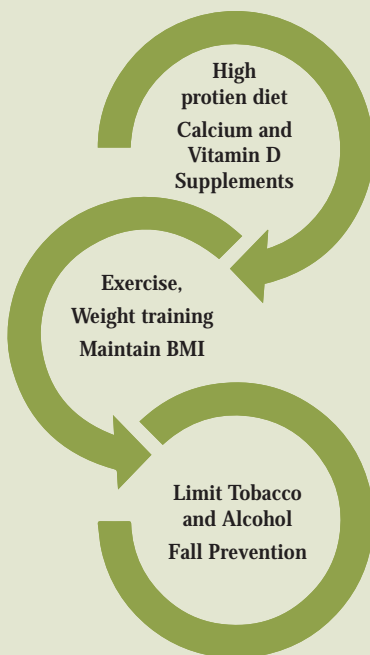 High
protien diet
Calcium and
Vitamin D
Supplements
Exercise,
Weight training
Maintain BMI
Limit Tobacco
and Alcohol
Fall Prevention